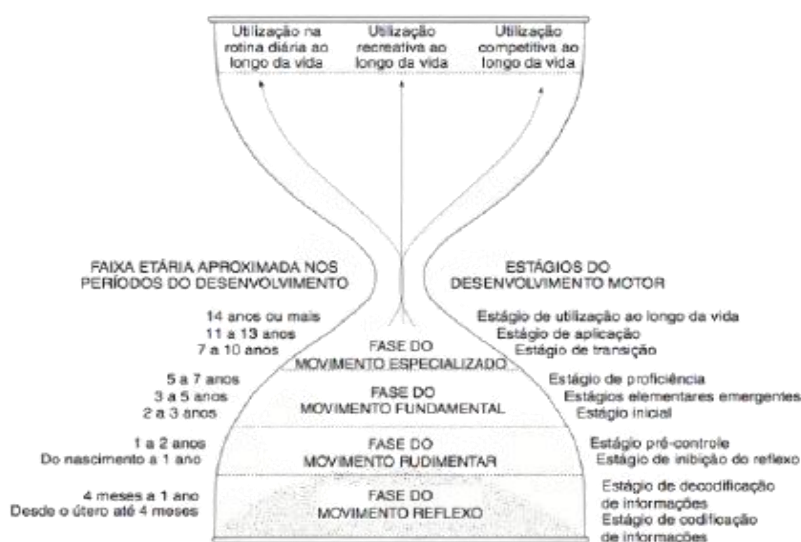 Utilização na
rotina diária ao
longo da vida
Utilização
recreativa ao
longo da vida
Utilização
competitiva ao
longo da vida
FAIXA ETÁRIA APROXIMADA NOS
PERÍODOS DO DESENVOLVIMENTO
ESTÁGIOS DO
DESENVOLVIMENTO MOTOR
14 anos ou mais
11 a 13 anos
7 a 10 anos
FASE DO
MOVIMENTO ESPECIALIZADO
Estágio de utilização ao longo da vida
Estágio de aplicação
Estágio de transição
5 a 7 anos
3 a 5 anos
2 a 3 anos
FASE DO
MOVIMENTO FUNDAMENTAL
Estágio de proficiência
Estágios elementares emergentes
Estágio inicial
1 a 2 anos
Do nascimento a 1 ano
FASE DO
MOVIMENTO RUDIMENTAR
Estágio pré-controle
Estágio de inibição do reflexo
4 meses a 1 ano
Desde o útero até 4 meses
FASE DO
MOVIMENTO REFLEXO
Estágio de decodificação
de informações
Estágio de codificação
de informações